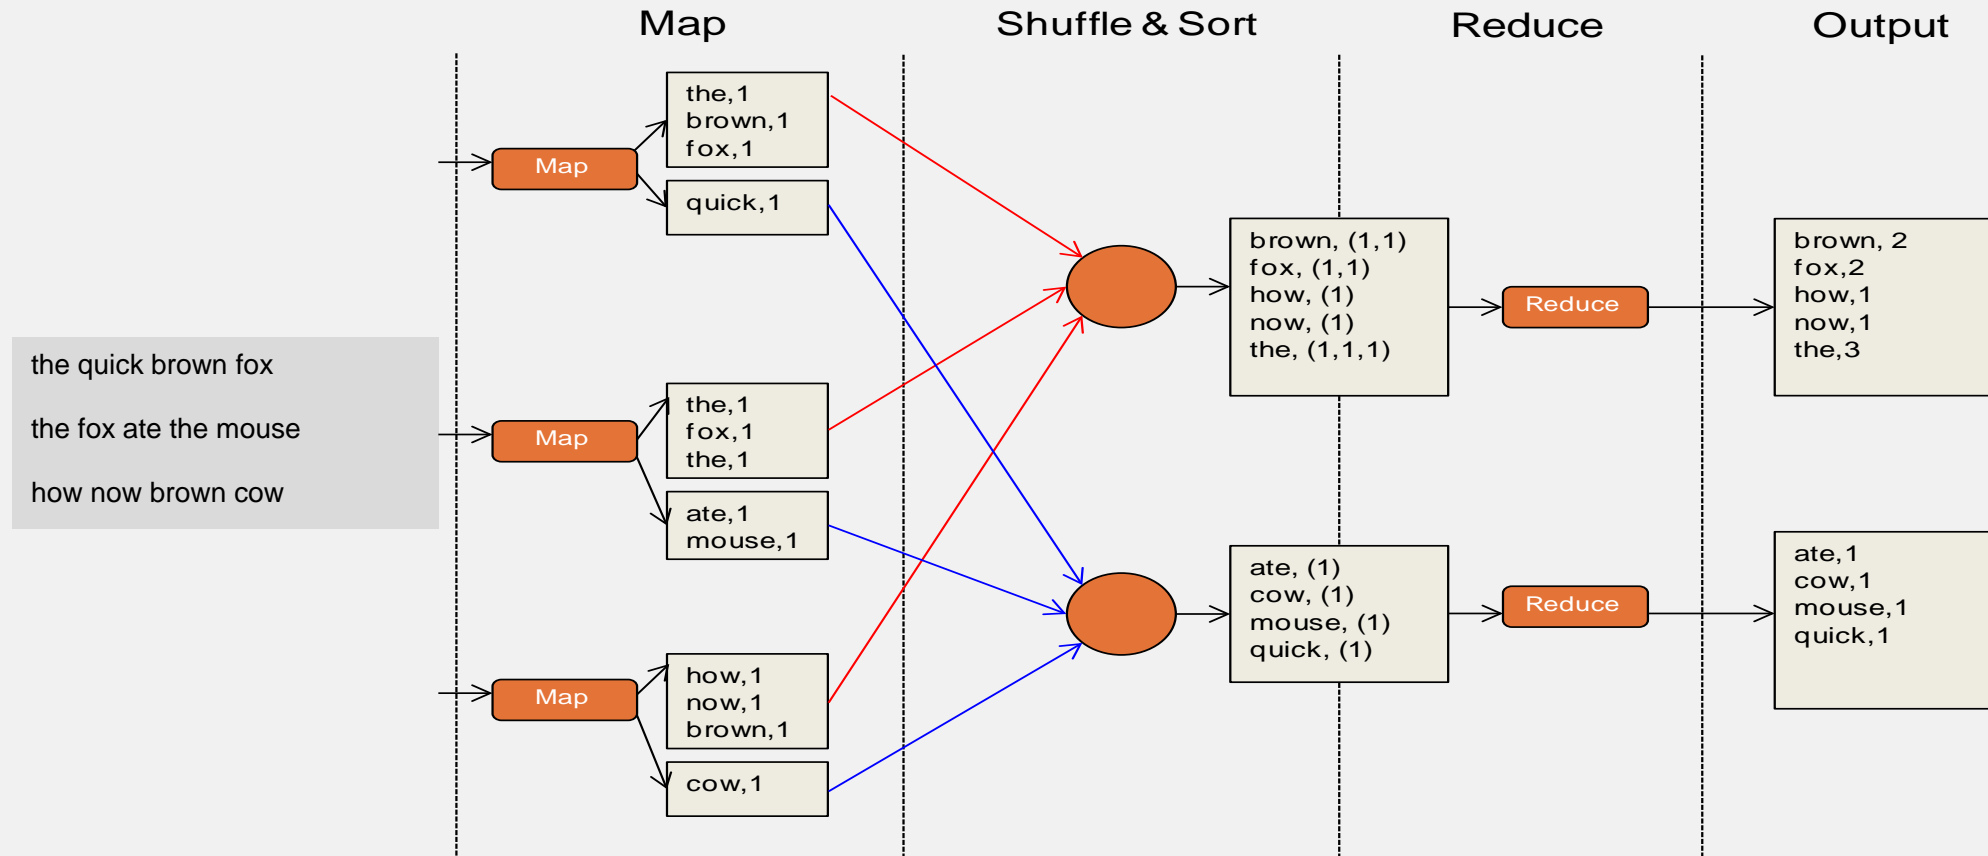 Map
Shuffle & Sort
Reduce
Output
the quick brown fox
the fox ate the mouse
how now brown cow
Map
the,1
brown,1
fox,1
quick,1
Map
the,1
fox,1
the,1
ate,1
mouse,1
Map
how,1
now,1
brown,1
cow,1
brown, (1,1)
fox, (1,1)
how, (1)
now, (1)
the, (1,1,1)
ate, (1)
cow, (1)
mouse, (1)
quick, (1)
Reduce
Reduce
brown, 2
fox,2
how,1
now,1
the,3
ate,1
cow,1
mouse,1
quick,1